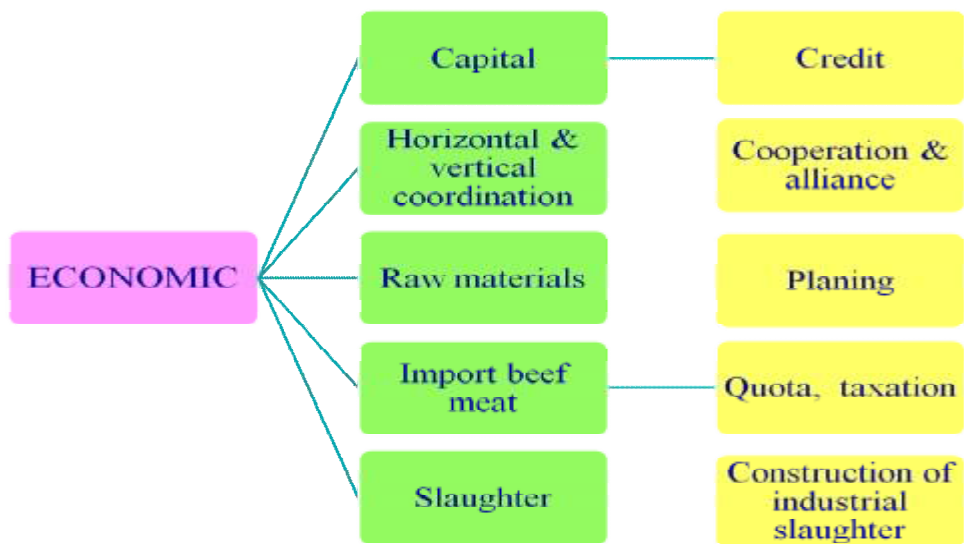 Capital
Credit
Horizontal &
vertical
coordination
Cooperation &
alliance
ECONOMIC
Raw materials
Planing
Import beef
meat
Quota, taxation
Slaughter
Construction of
industrial
slaughter